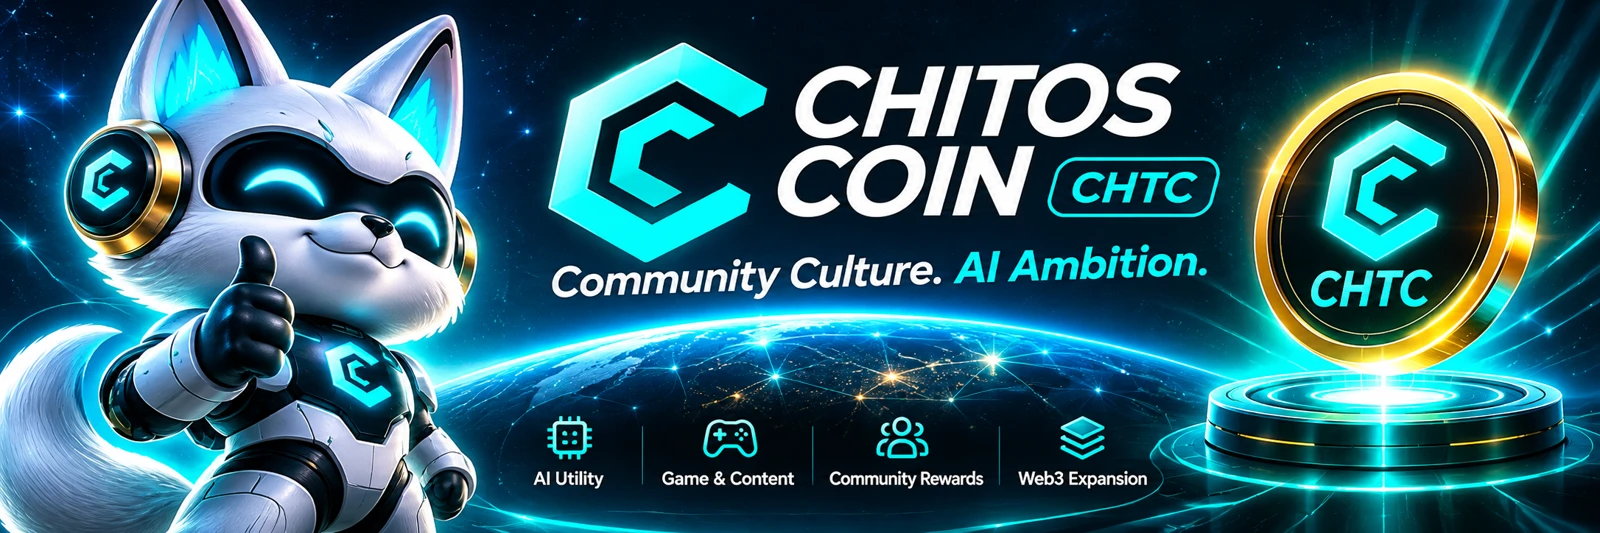 CHITOS
COIN CHTC
Community Culture. AI Ambition.
CHTC
AI Utility
Game & Content
Community Rewards
Web3 Expansion